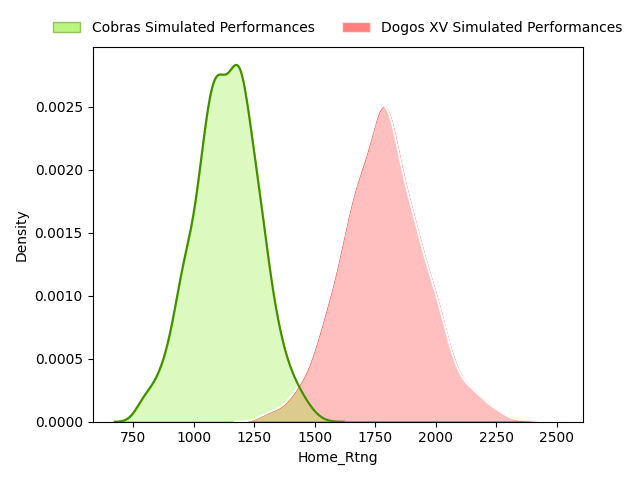 Cobras Simulated Performances
Dogos XV Simulated Performances
0.0025
0.0020
0.0015
0.0010
0.0005
0.0000
Density
750 1000 1250 1500 1750 2000 2250 2500
Home_Rtng